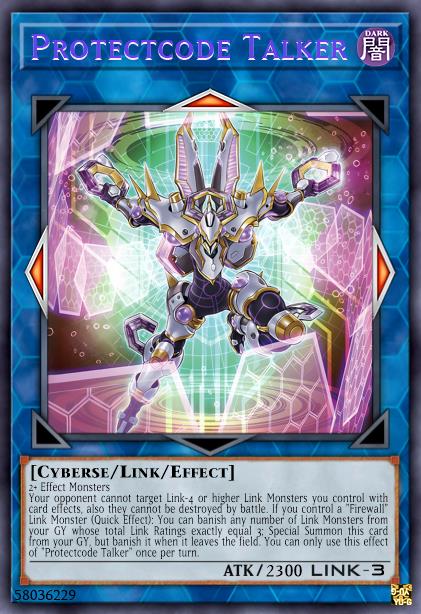 PROTECTCODE TALKER
DARK
闇
[CYBERSE/LINK/EFFECT]
2+ Effect Monsters
Your opponent cannot target Link-4 or higher Link Monsters you control with
card effects, also they cannot be destroyed by battle. If you control a "Firewall"
Link Monster (Quick Effect): You can banish any number of Link Monsters from
your GY whose total Link Ratings exactly equal 3; Special Summon this card
from your GY, but banish it when it leaves the field. You can only use this effect
of "Protectcode Talker" once per turn.
ATK/2300 LINK-3
58036229